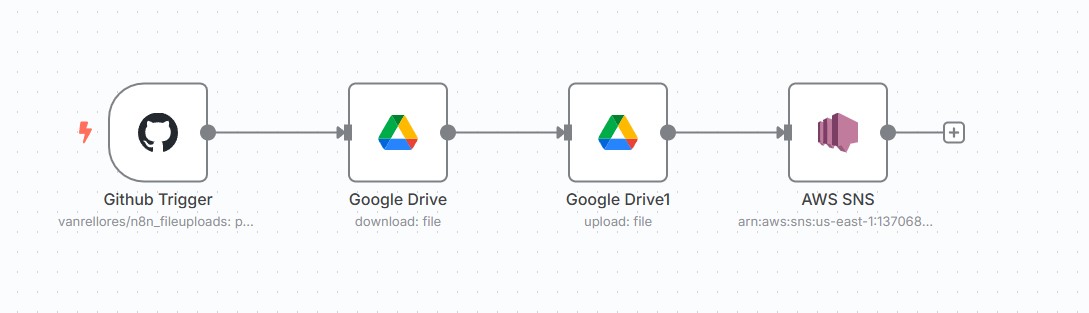 Github Trigger
vanrellores/n8n_fileuploads: p...
Google Drive
download: file
Google Drive1
upload: file
AWS SNS
arn:aws:sns:us-east-1:137068...